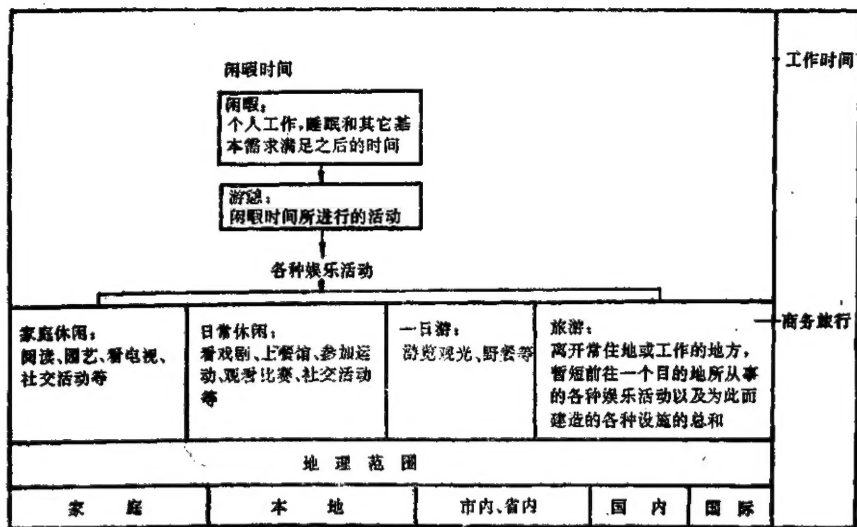 闲暇时间
工作时间
闲暇：
个人工作，睡眠和其它基
本需求满足之后的时间
游憩：
闲暇时间所进行的活动
各种娱乐活动
家庭休闲：
阅读、园艺、看电视、
社交活动等
日常休闲：
看戏剧、上餐馆、参加运
动、观看比赛、社交活动
等
一日游：
游览观光、野餐等
旅游：
离开常住地或工作的地方，
暂短前往一个目的地所从事
的各种娱乐活动以及为此而
建造的各种设施的总和
商务旅行
地理范围
家庭
本地
市内、省内
国内
国际